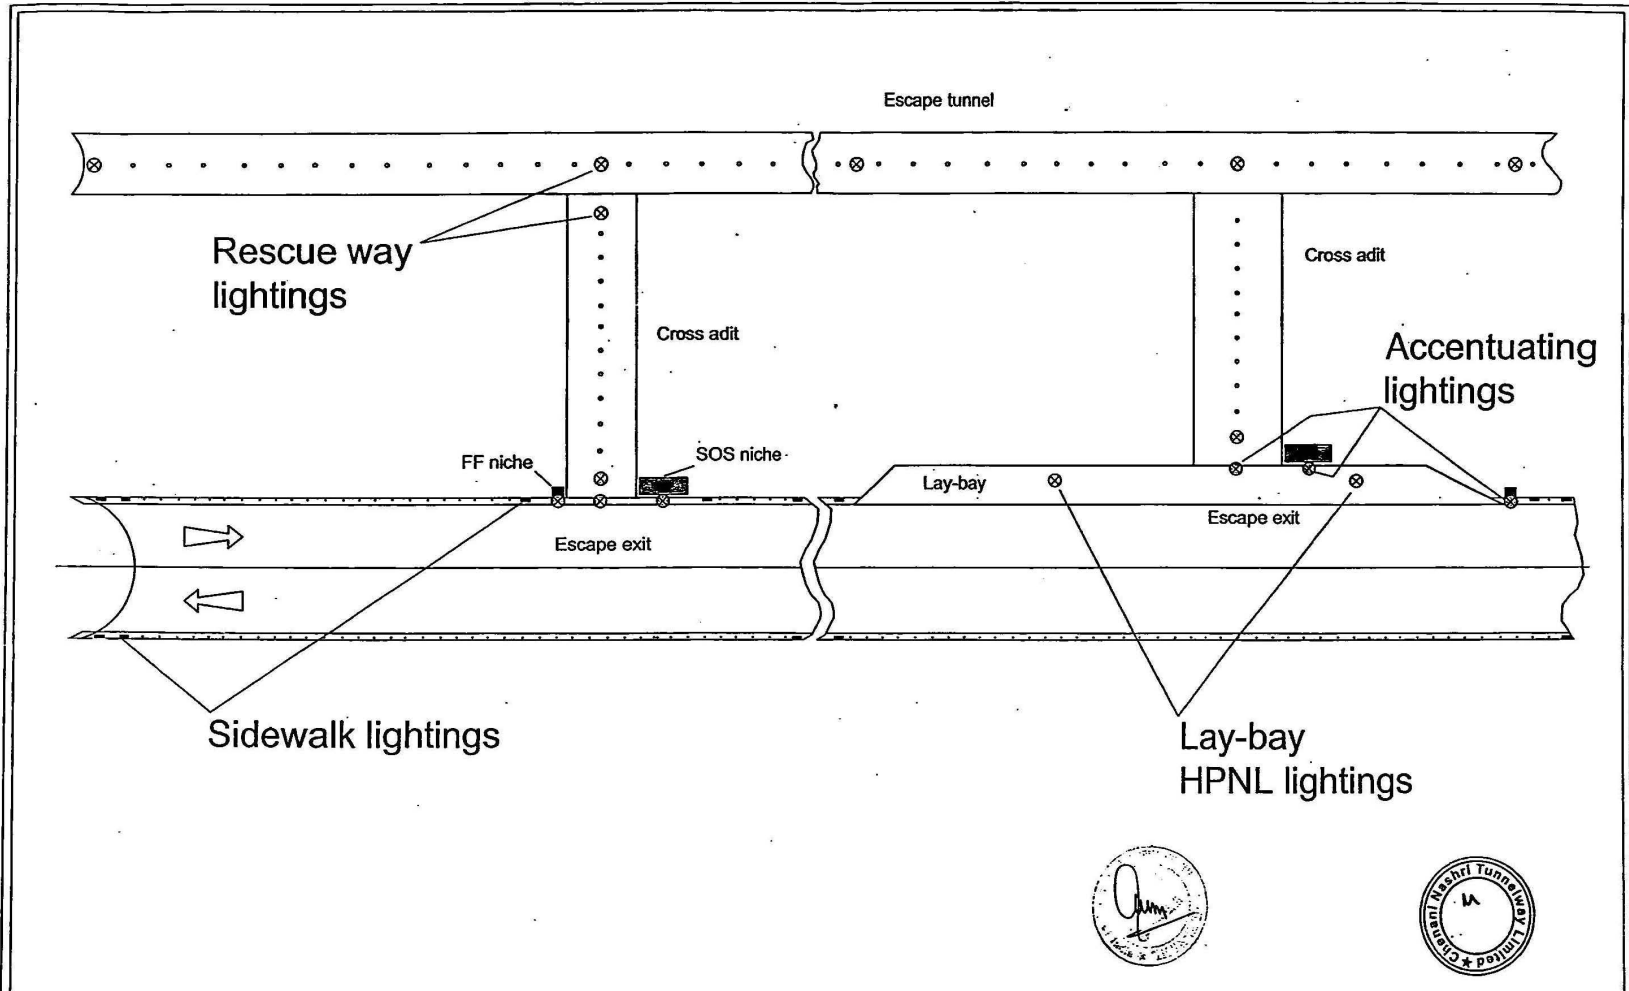 Escape tunnel
Rescue way
lightings
Cross adit
Cross adit
Accentuating
lightings
FF niche
SOS niche
Lay-bay
Escape exit
Escape exit
Sidewalk lightings
Lay-bay
HPNL lightings
Chenani Nashri Tunnelway Limited ★